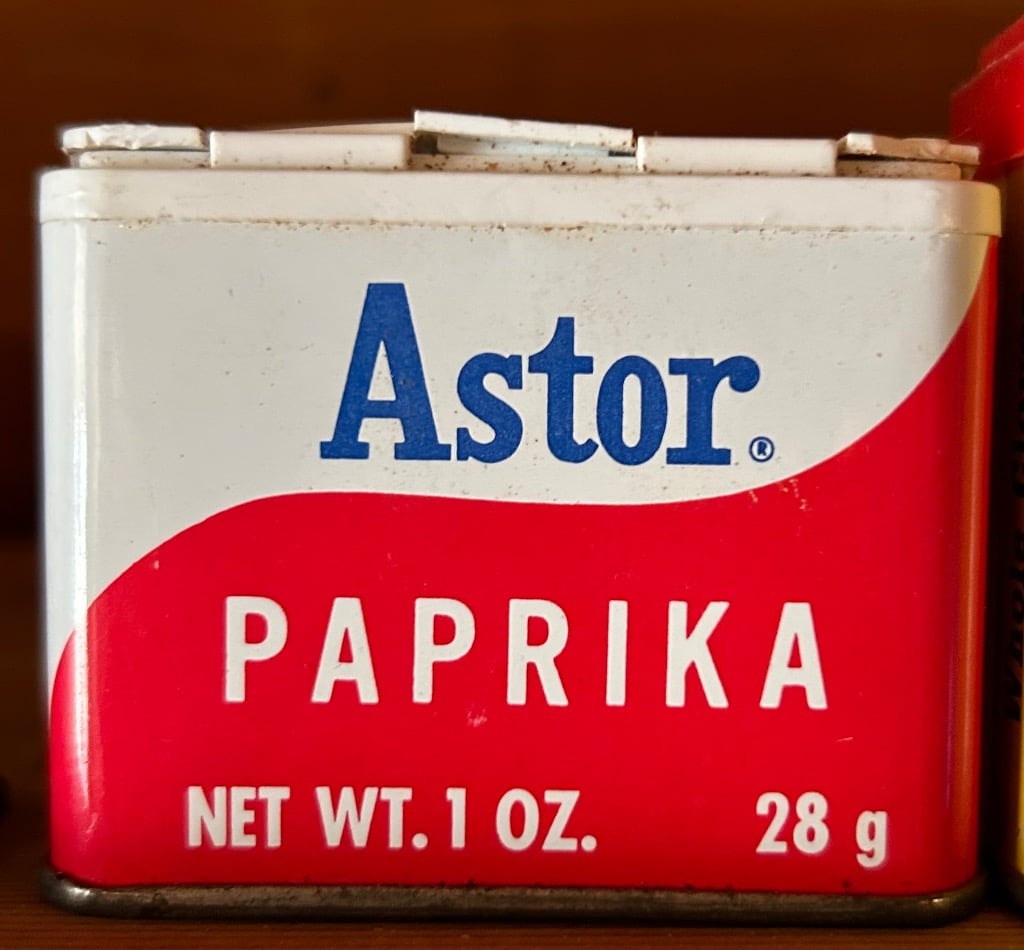 Astor®
PAPRIKA
NET WT. 1 OZ. 28 g